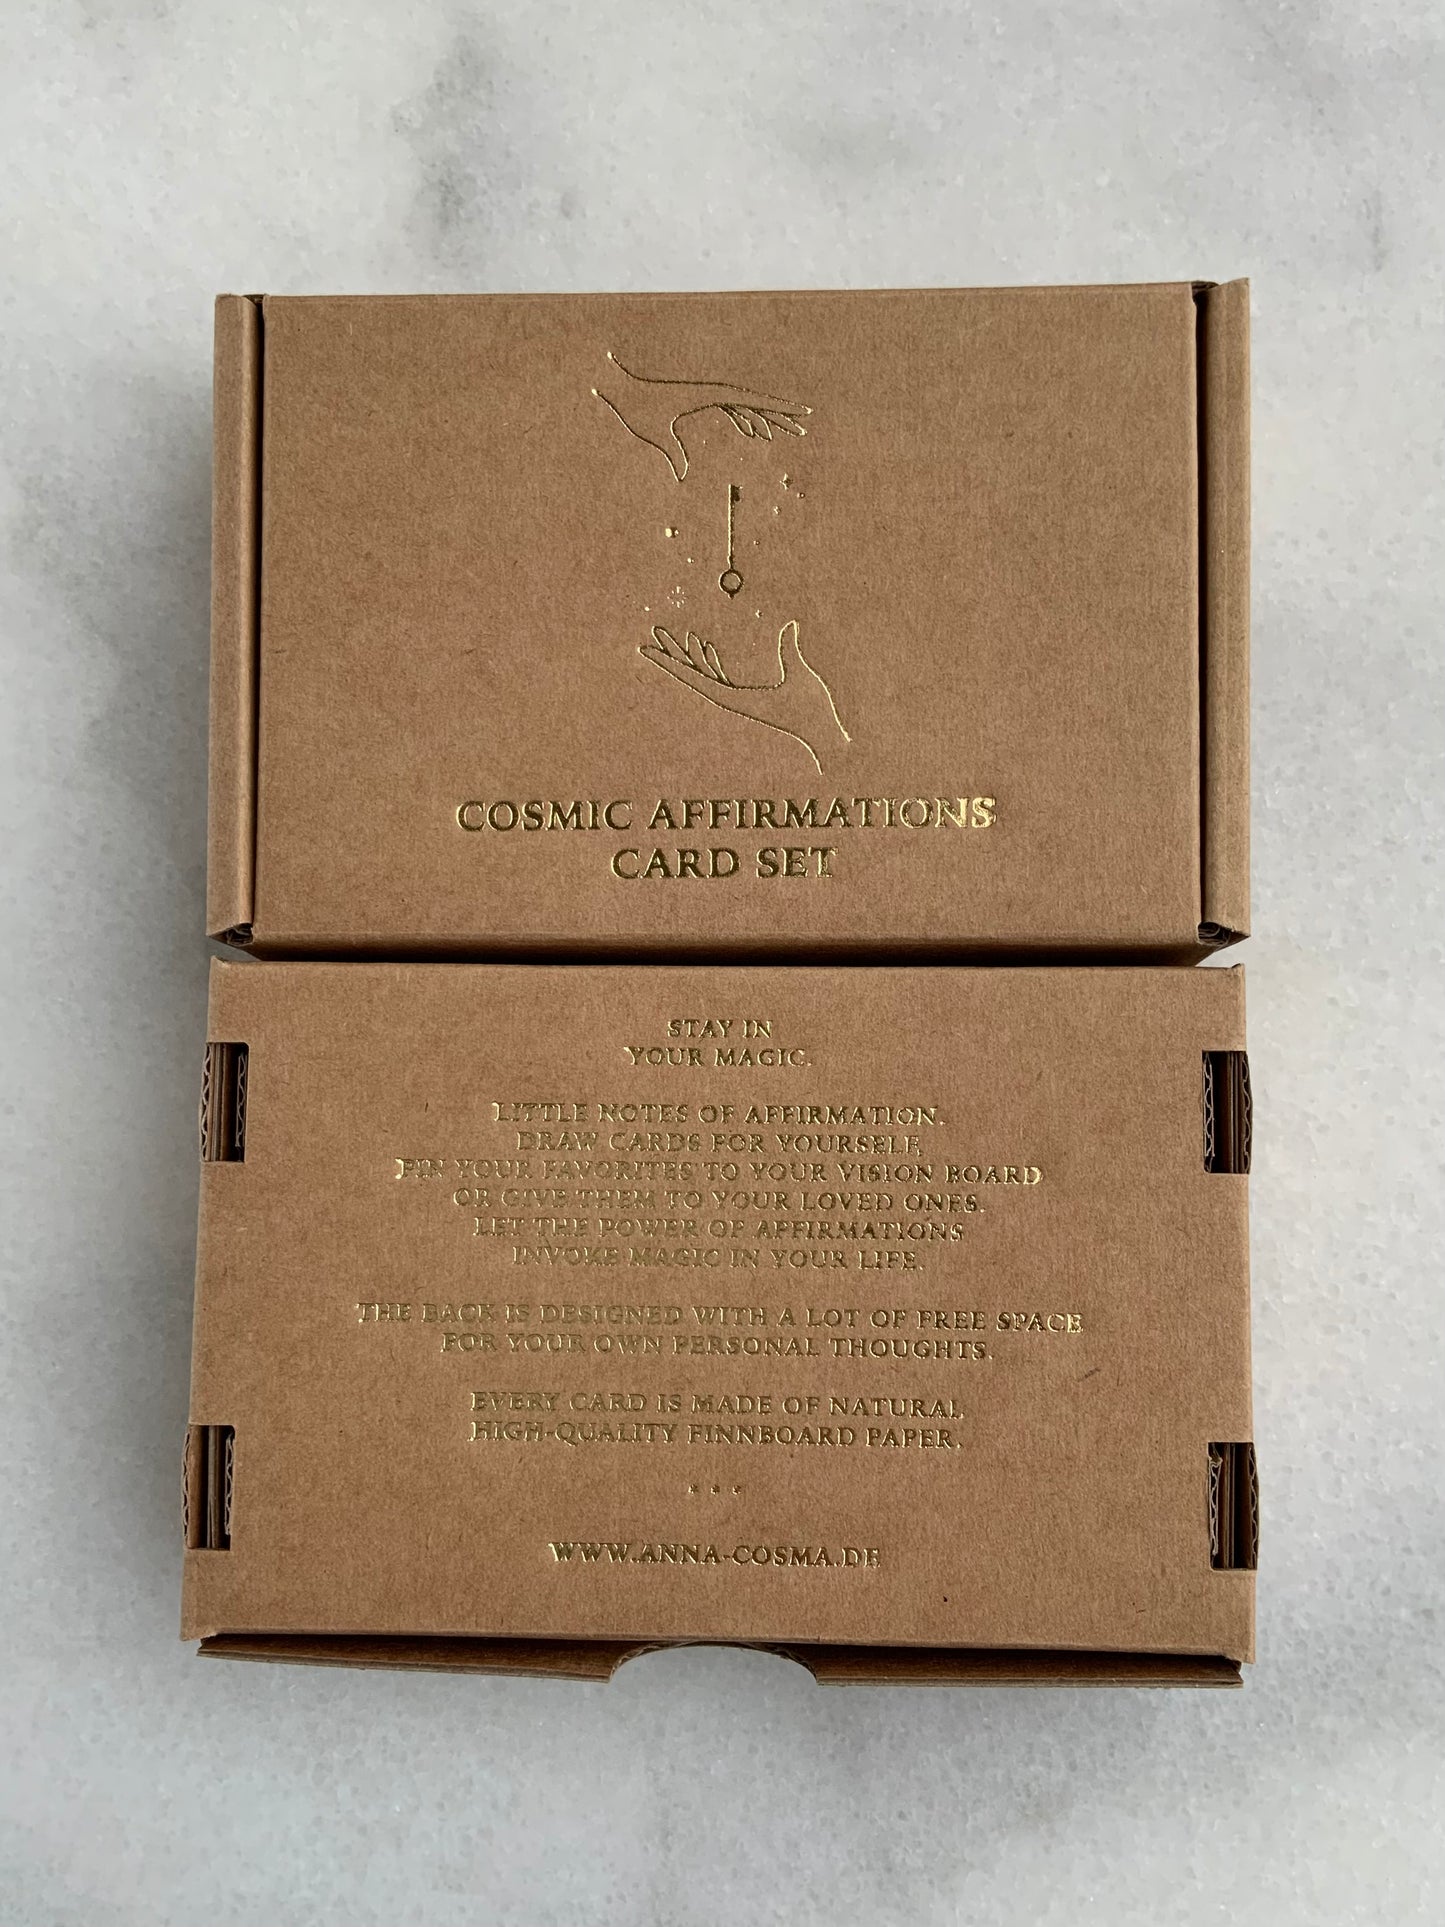 COSMIC AFFIRMATIONS
CARD SET
STAY IN
YOUR MAGIC.
LITTLE NOTES OF AFFIRMATION.
DRAW CARDS FOR YOURSELF,
PIN YOUR FAVORITES TO YOUR VISION BOARD
OR GIVE THEM TO YOUR LOVED ONES.
LET THE POWER OF AFFIRMATIONS
INVOKE MAGIC IN YOUR LIFE.
THE BACK IS DESIGNED WITH A LOT OF FREE SPACE
FOR YOUR OWN PERSONAL THOUGHTS.
EVERY CARD IS MADE OF NATURAL
HIGH-QUALITY FINNBOARD PAPER.
* * *
WWW.ANNA-COSMA.DE